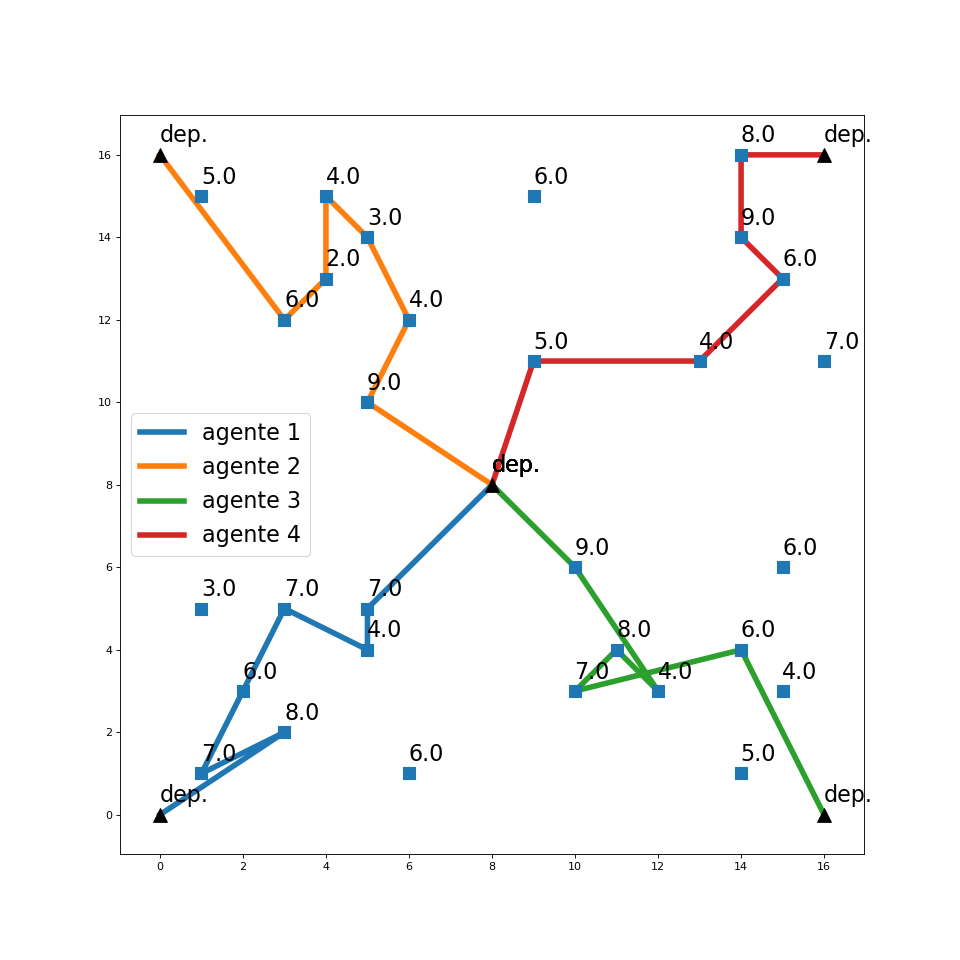 dep. 8.0 dep.
16 5.0 4.0 6.0
14 3.0 9.0
2.0 6.0
12 6.0 4.0
5.0 4.0 7.0
10 9.0
agente 1
agente 2
agente 3
agente 4
8 dep.
6 9.0 6.0
3.0 7.0 7.0
4 4.0 8.0 6.0
6.0 7.0 4.0 4.0
2 8.0
7.0 6.0 5.0
0 dep. dep.
0 2 4 6 8 10 12 14 16